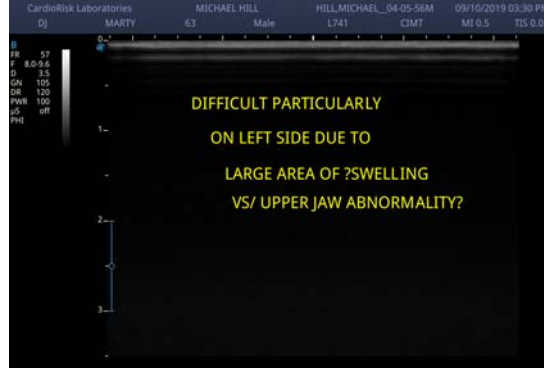 CardioRisk Laboratories MICHAEL HILL HILL,MICHAEL__04-05-56M 09/10/2019 03:30 PM
DJ MARTY 63 Male L741 CIMT MI 0.5 TIS 0.0
B
FR 57
F 8.0-9.6
D 3.5
GN 105
DR 120
PWR 100
µS off
PHI
0
1
2
3
DIFFICULT PARTICULARLY
ON LEFT SIDE DUE TO
LARGE AREA OF ?SWELLING
VS/ UPPER JAW ABNORMALITY?